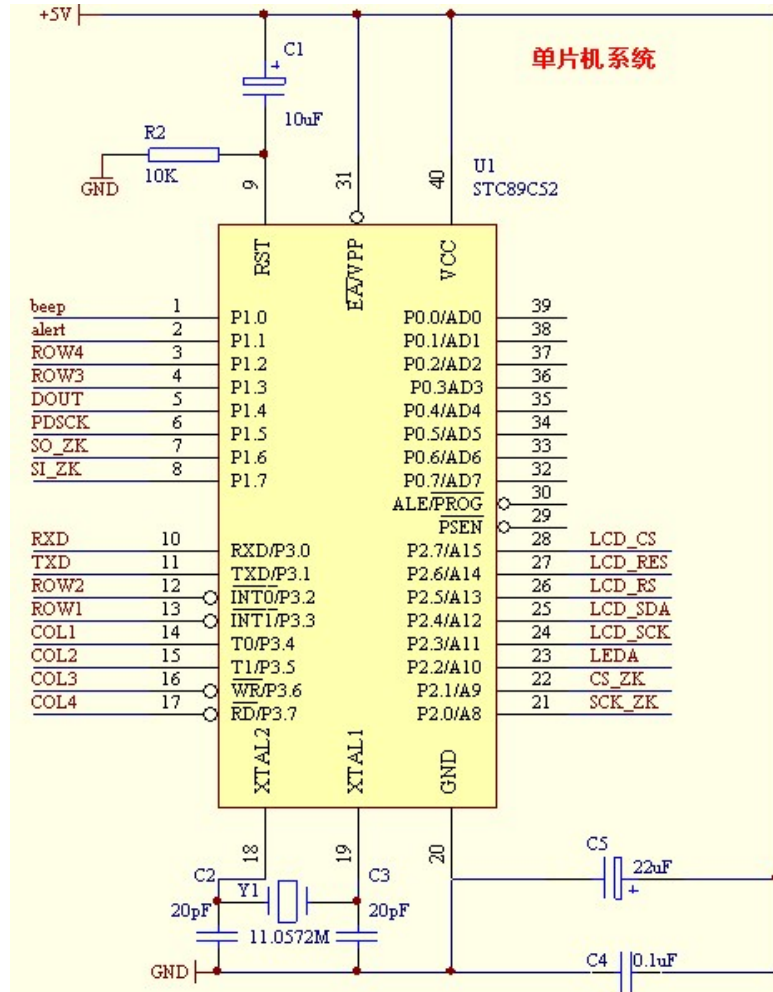 +5V
单片机系统
C1
+
10uF
R2
10K
GND
9
31
40
U1
STC89C52
RST
EA/VPP
VCC
beep 1 P1.0
alert 2 P1.1
ROW4 3 P1.2
ROW3 4 P1.3
DOUT 5 P1.4
PDSCK 6 P1.5
SO_ZK 7 P1.6
SI_ZK 8 P1.7
P0.0/AD0 39
P0.1/AD1 38
P0.2/AD2 37
P0.3AD3 36
P0.4/AD4 35
P0.5/AD5 34
P0.6/AD6 33
P0.7/AD7 32
ALE/PROG 30
PSEN 29
RXD 10 RXD/P3.0
TXD 11 TXD/P3.1
ROW2 12 INT0/P3.2
ROW1 13 INT1/P3.3
COL1 14 T0/P3.4
COL2 15 T1/P3.5
COL3 16 WR/P3.6
COL4 17 RD/P3.7
P2.7/A15 28 LCD_CS
P2.6/A14 27 LCD_RES
P2.5/A13 26 LCD_RS
P2.4/A12 25 LCD_SDA
P2.3/A11 24 LCD_SCK
P2.2/A10 23 LEDA
P2.1/A9 22 CS_ZK
P2.0/A8 21 SCK_ZK
XTAL2
XTAL1
GND
18
19
20
C2
Y1
C3
20pF
20pF
11.0572M
GND
C5
22uF
+
C4
0.1uF